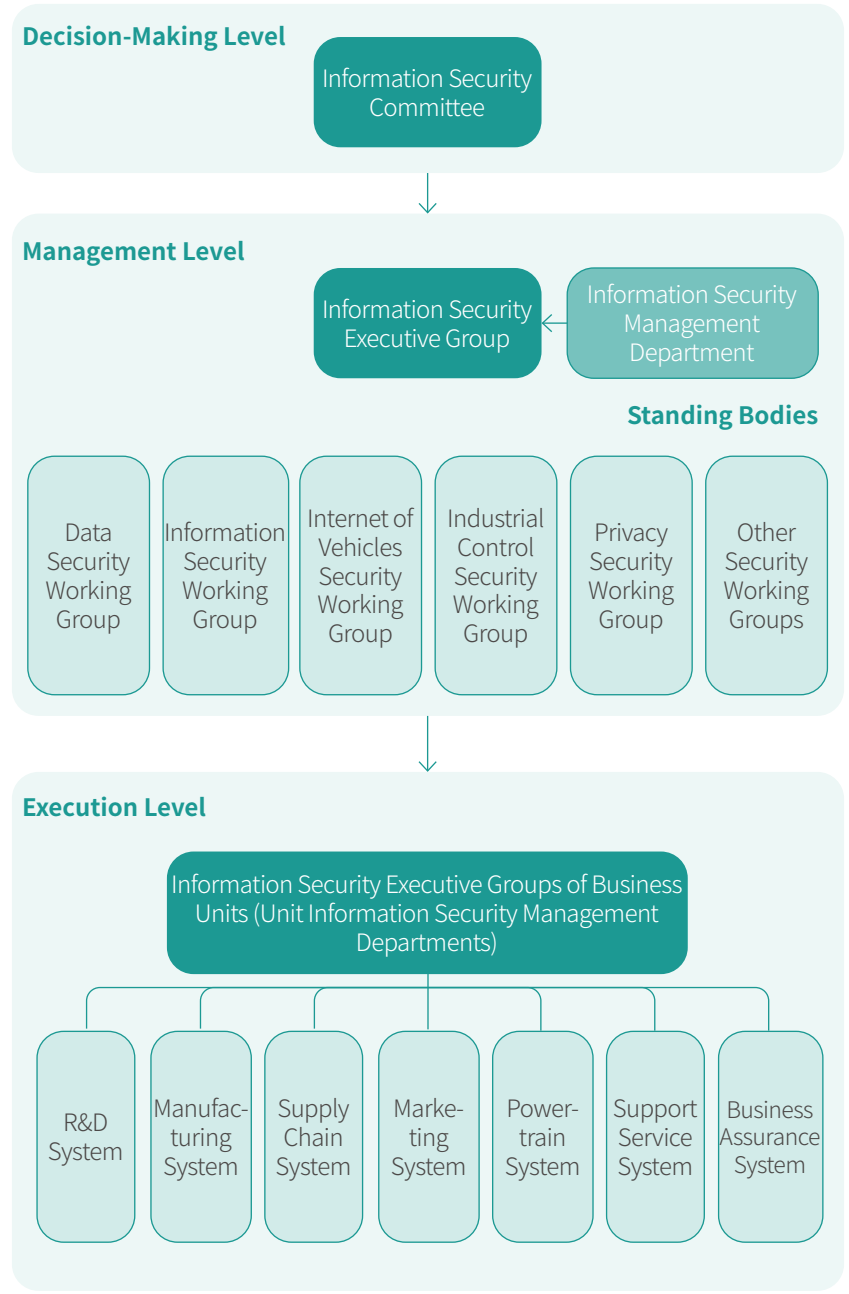 Decision-Making Level
Information Security
Committee
Management Level
Information Security
Executive Group
Information Security
Management
Department
Standing Bodies
Data
Security
Working
Group
Information
Security
Working
Group
Internet of
Vehicles
Security
Working
Group
Industrial
Control
Security
Working
Group
Privacy
Security
Working
Group
Other
Security
Working
Groups
Execution Level
Information Security Executive Groups of Business
Units (Unit Information Security Management
Departments)
R&D
System
Manufac-
turing
System
Supply
Chain
System
Marke-
ting
System
Power-
train
System
Support
Service
System
Business
Assurance
System